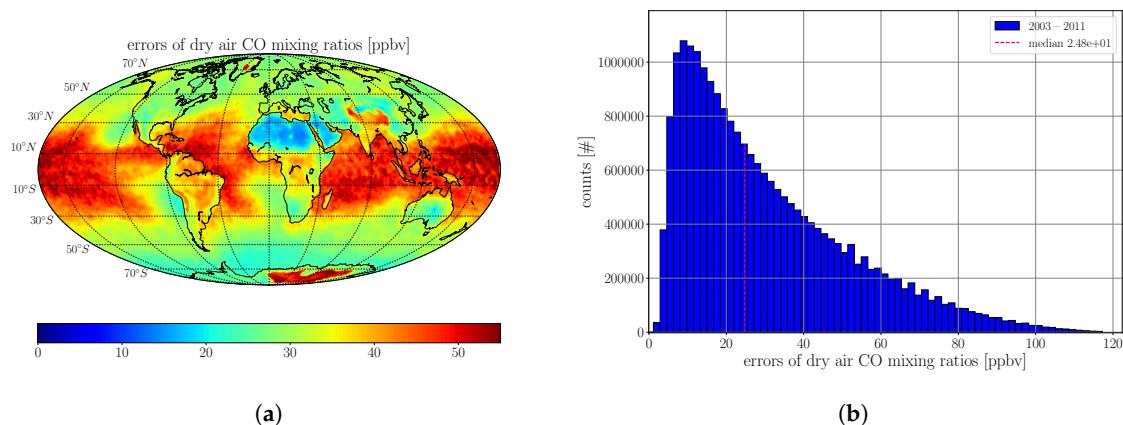 errors of dry air CO mixing ratios [ppbv]
70°N
50°N
30°N
10°N
10°S
30°S
50°S
70°S
0 10 20 30 40 50
(a)
2003 – 2011
median 2.48e+01
counts [#]
1000000
800000
600000
400000
200000
0
0 20 40 60 80 100 120
errors of dry air CO mixing ratios [ppbv]
(b)